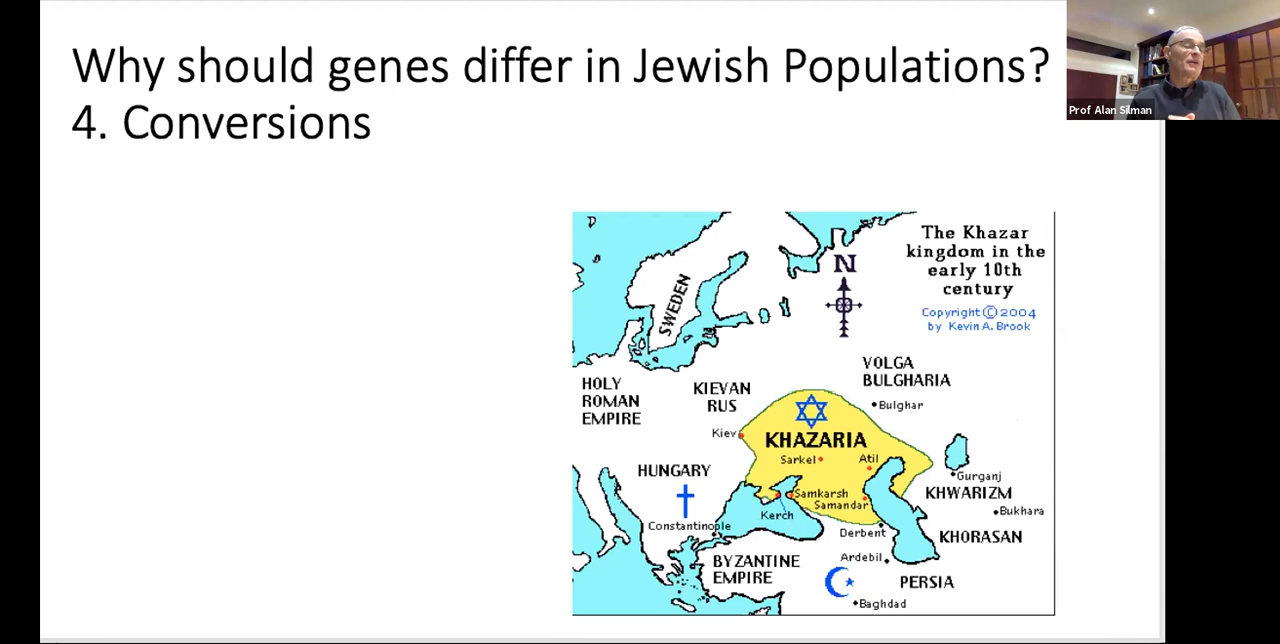 Why should genes differ in Jewish Populations?
4. Conversions
Prof Alan Silman
The Khazar
kingdom in the
early 10th
century
Copyright © 2004
by Kevin A. Brook
N
SWEDEN
HOLY
ROMAN
EMPIRE
KIEVAN
RUS
VOLGA
BULGHARIA
Bulghar
Kiev
KHAZARIA
Sarkel
Atil
HUNGARY
Gurganj
Samkarsh
KHWARIZM
Samandar
Kerch
Bukhara
Constantinople
Derbent
KHORASAN
BYZANTINE
EMPIRE
Ardebil
PERSIA
Baghdad